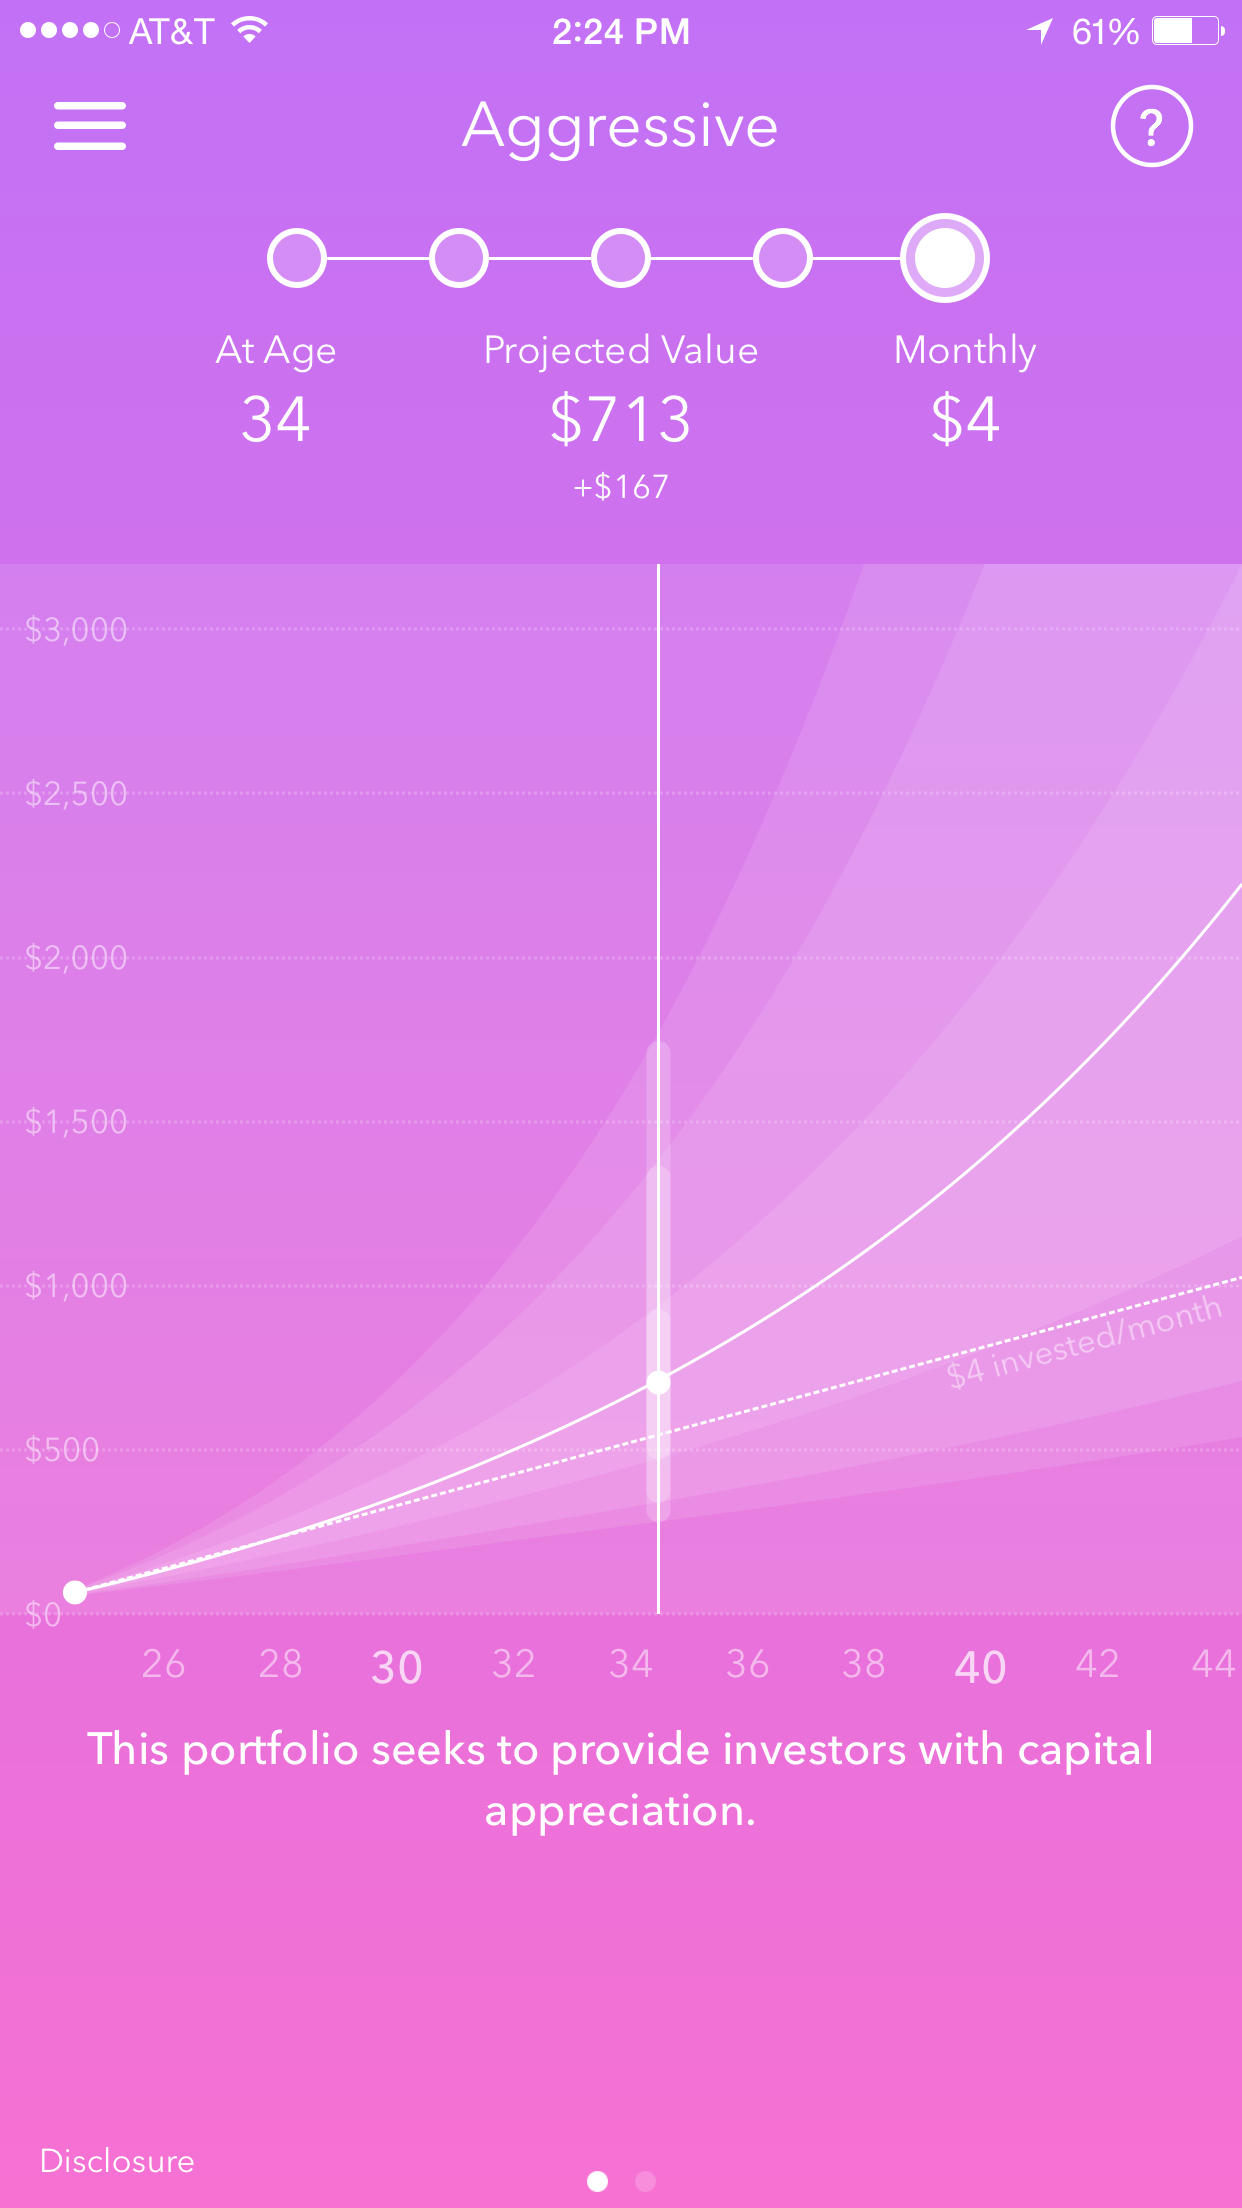 AT&T 2:24 PM 61%
Aggressive ?
At Age Projected Value Monthly
34 $713 $4
+$167
$3,000
$2,500
$2,000
$1,500
$1,000
$4 invested/month
$500
$0
26 28 30 32 34 36 38 40 42 44
This portfolio seeks to provide investors with capital
appreciation.
Disclosure